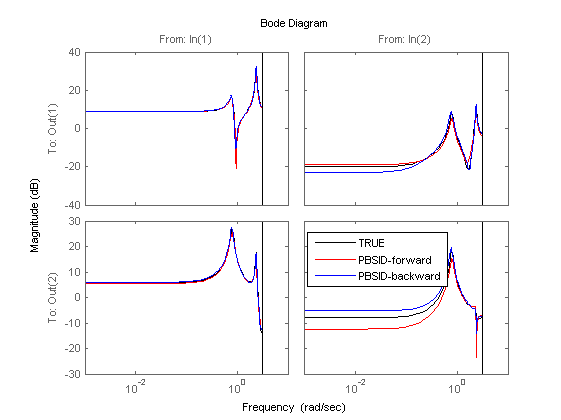 Bode Diagram
From: In(1)
From: In(2)
To: Out(1)
40
20
0
-20
-40
Magnitude (dB)
To: Out(2)
30
20
10
0
-10
-20
-30
TRUE
PBSID-forward
PBSID-backward
10^-2
10^0
10^-2
10^0
Frequency (rad/sec)